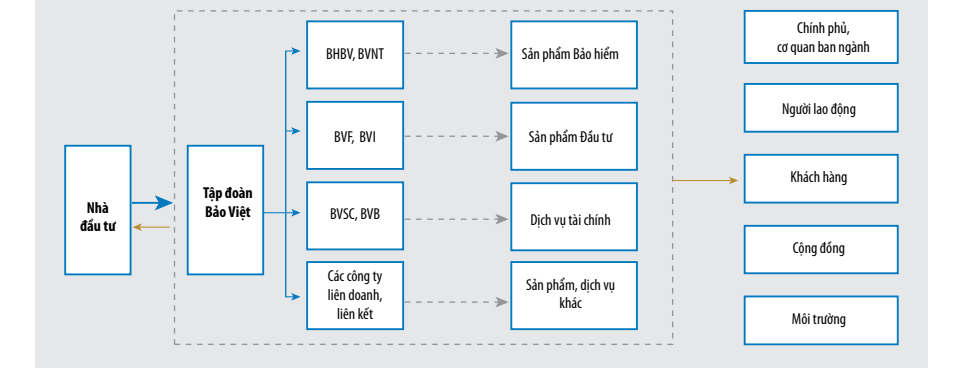 Nhà
đầu tư
Tập đoàn
Bảo Việt
BHBV, BVNT
Sản phẩm Bảo hiểm
BVF, BVI
Sản phẩm Đầu tư
BVSC, BVB
Dịch vụ tài chính
Các công ty
liên doanh,
liên kết
Sản phẩm, dịch vụ
khác
Chính phủ,
cơ quan ban ngành
Người lao động
Khách hàng
Cộng đồng
Môi trường